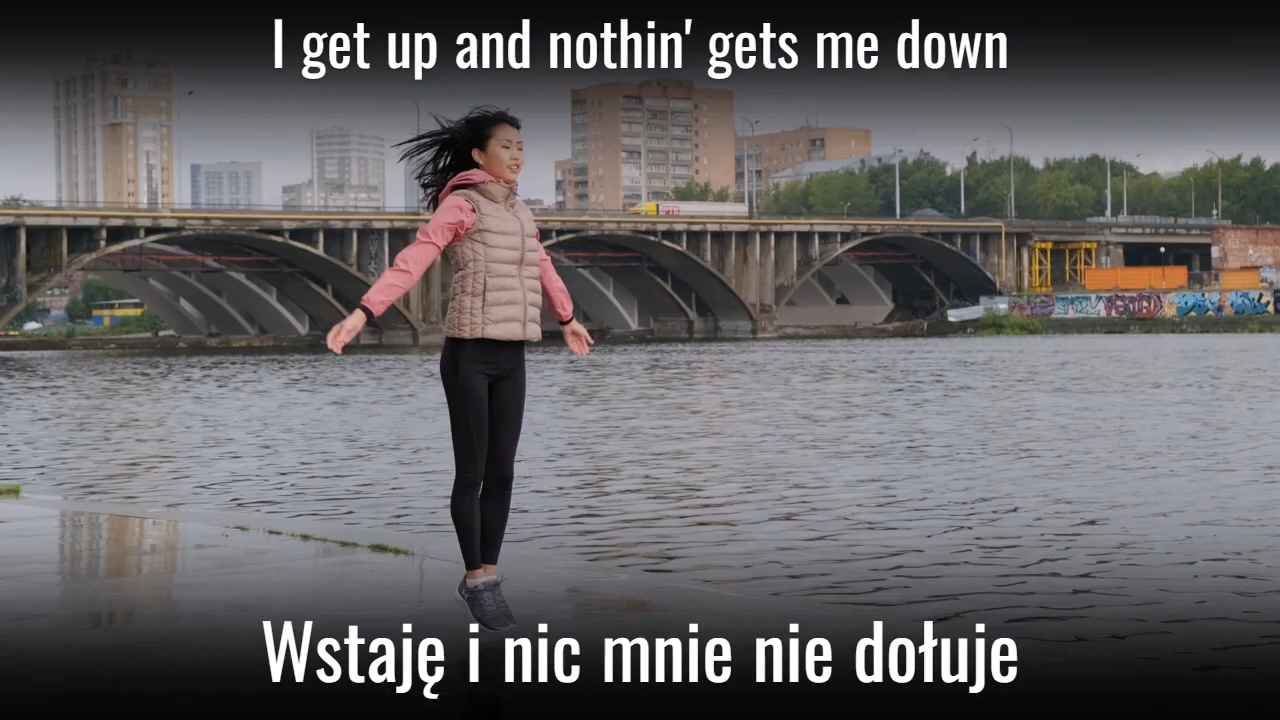 I get up and nothin' gets me down
Wstaję i nic mnie nie dołuje